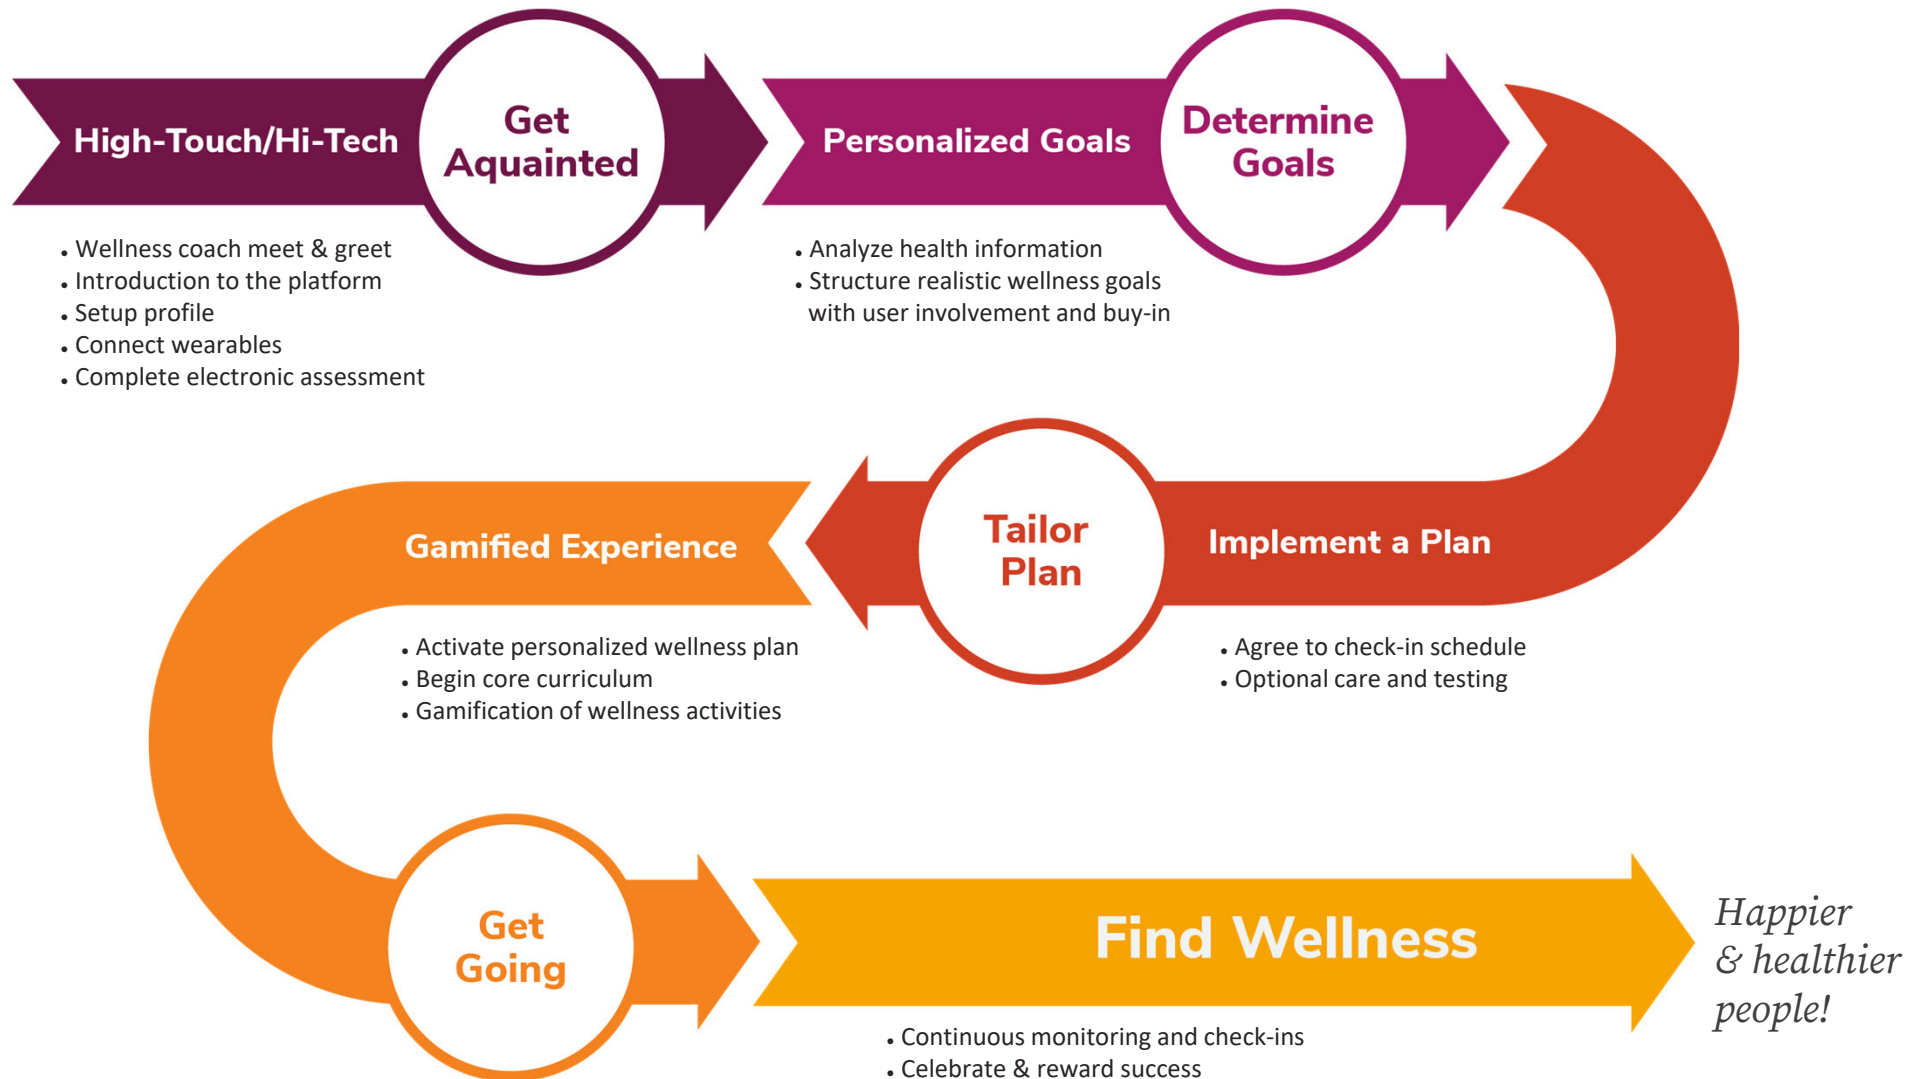 High-Touch/Hi-Tech
Get
Aquainted
• Wellness coach meet & greet
• Introduction to the platform
• Setup profile
• Connect wearables
• Complete electronic assessment
Personalized Goals
Determine
Goals
• Analyze health information
• Structure realistic wellness goals
with user involvement and buy-in
Implement a Plan
Tailor
Plan
• Agree to check-in schedule
• Optional care and testing
Gamified Experience
• Activate personalized wellness plan
• Begin core curriculum
• Gamification of wellness activities
Get
Going
Find Wellness
• Continuous monitoring and check-ins
• Celebrate & reward success
Happier
& healthier
people!